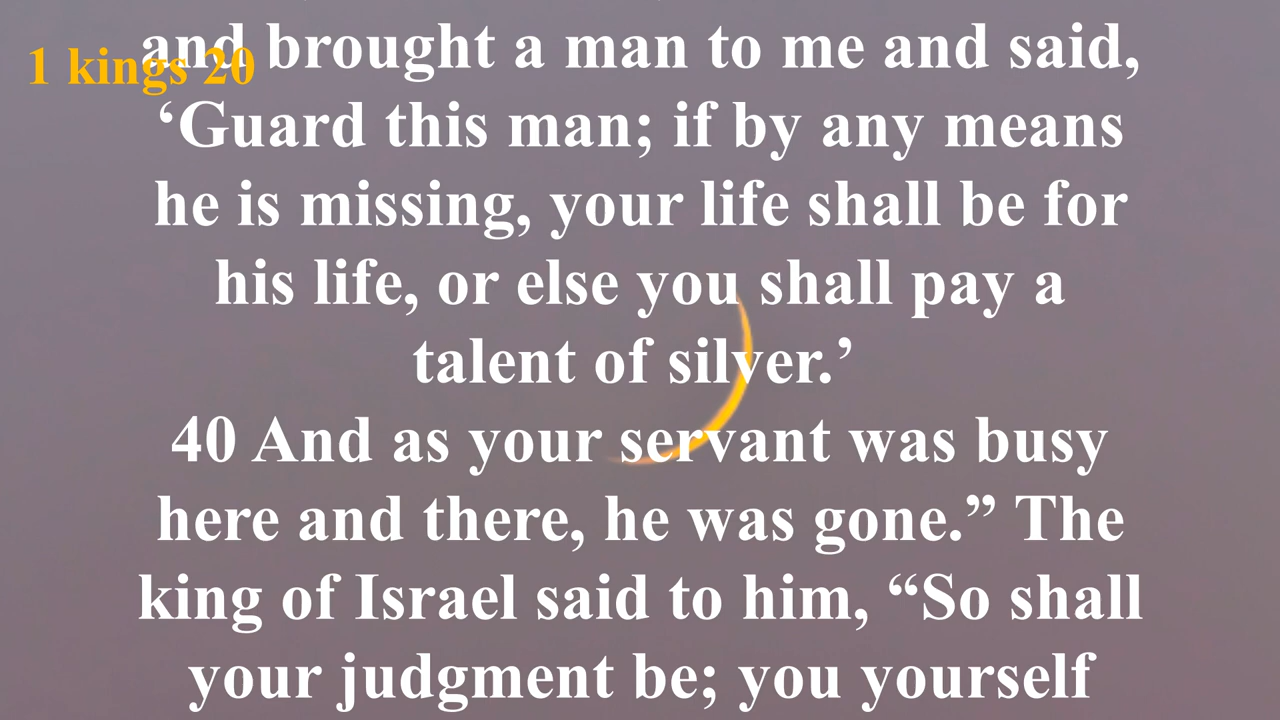 1 kings 20
and brought a man to me and said,
‘Guard this man; if by any means
he is missing, your life shall be for
his life, or else you shall pay a
talent of silver.’
40 And as your servant was busy
here and there, he was gone.” The
king of Israel said to him, “So shall
your judgment be; you yourself